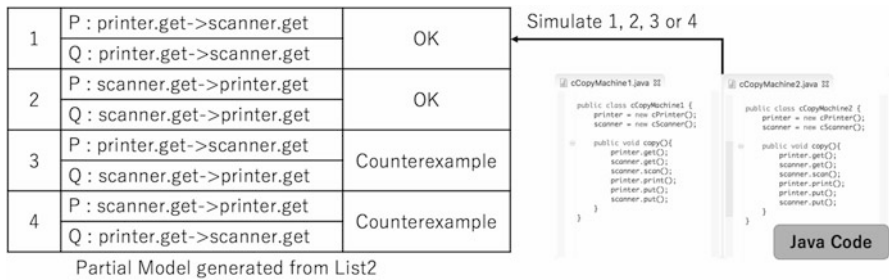 1
P : printer.get->scanner.get
OK
Q : printer.get->scanner.get
2
P : scanner.get->printer.get
OK
Q : scanner.get->printer.get
3
P : printer.get->scanner.get
Counterexample
Q : scanner.get->printer.get
4
P : scanner.get->printer.get
Counterexample
Q : printer.get->scanner.get
Partial Model generated from List2
Simulate 1, 2, 3 or 4
cCopyMachine1.java
public class cCopyMachine1 {
printer = new cPrinter();
scanner = new cScanner();
public void copy(){
printer.get();
scanner.get();
scanner.scan();
printer.print();
printer.put();
scanner.put();
}
}
cCopyMachine2.java
public class cCopyMachine2 {
printer = new cPrinter();
scanner = new cScanner();
public void copy(){
printer.get();
scanner.get();
scanner.scan();
printer.print();
printer.put();
scanner.put();
}
}
Java Code